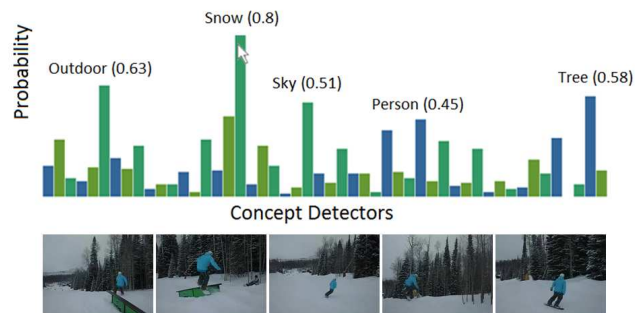 Snow (0.8)
Outdoor (0.63)
Sky (0.51)
Person (0.45)
Tree (0.58)
Probability
Concept Detectors